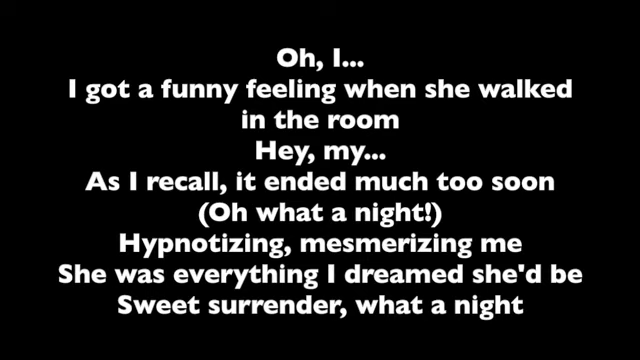 Oh, I...
I got a funny feeling when she walked
in the room
Hey, my...
As I recall, it ended much too soon
(Oh what a night!)
Hypnotizing, mesmerizing me
She was everything I dreamed she'd be
Sweet surrender, what a night